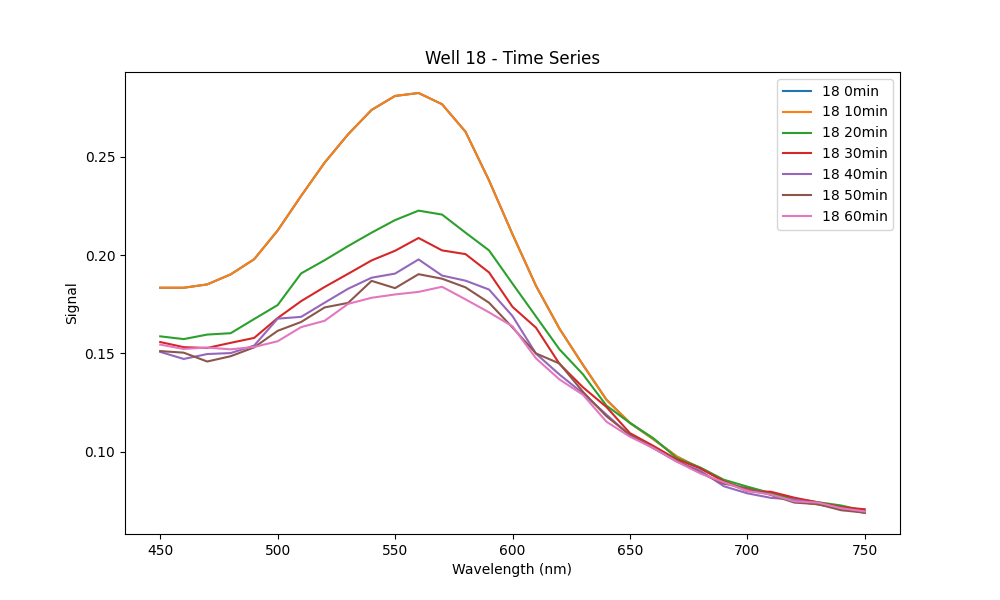 Well 18 - Time Series
18 0min
18 10min
18 20min
18 30min
18 40min
18 50min
18 60min
Signal
0.25
0.20
0.15
0.10
450 500 550 600 650 700 750
Wavelength (nm)